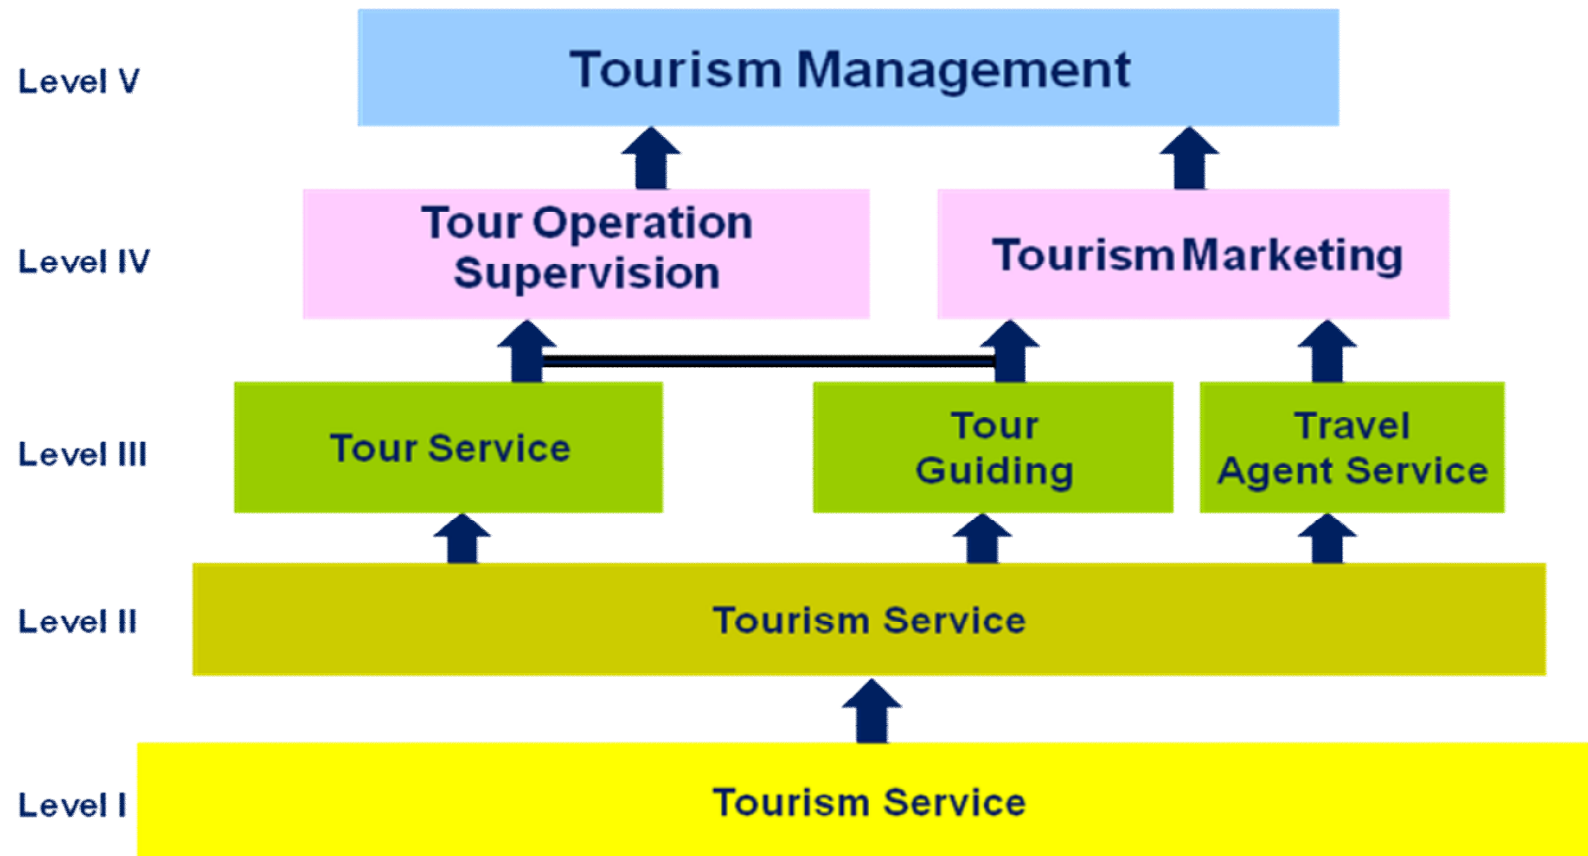 Level V
Tourism Management
Level IV
Tour Operation
Supervision
Tourism Marketing
Level III
Tour Service
Tour
Guiding
Travel
Agent Service
Level II
Tourism Service
Level I
Tourism Service